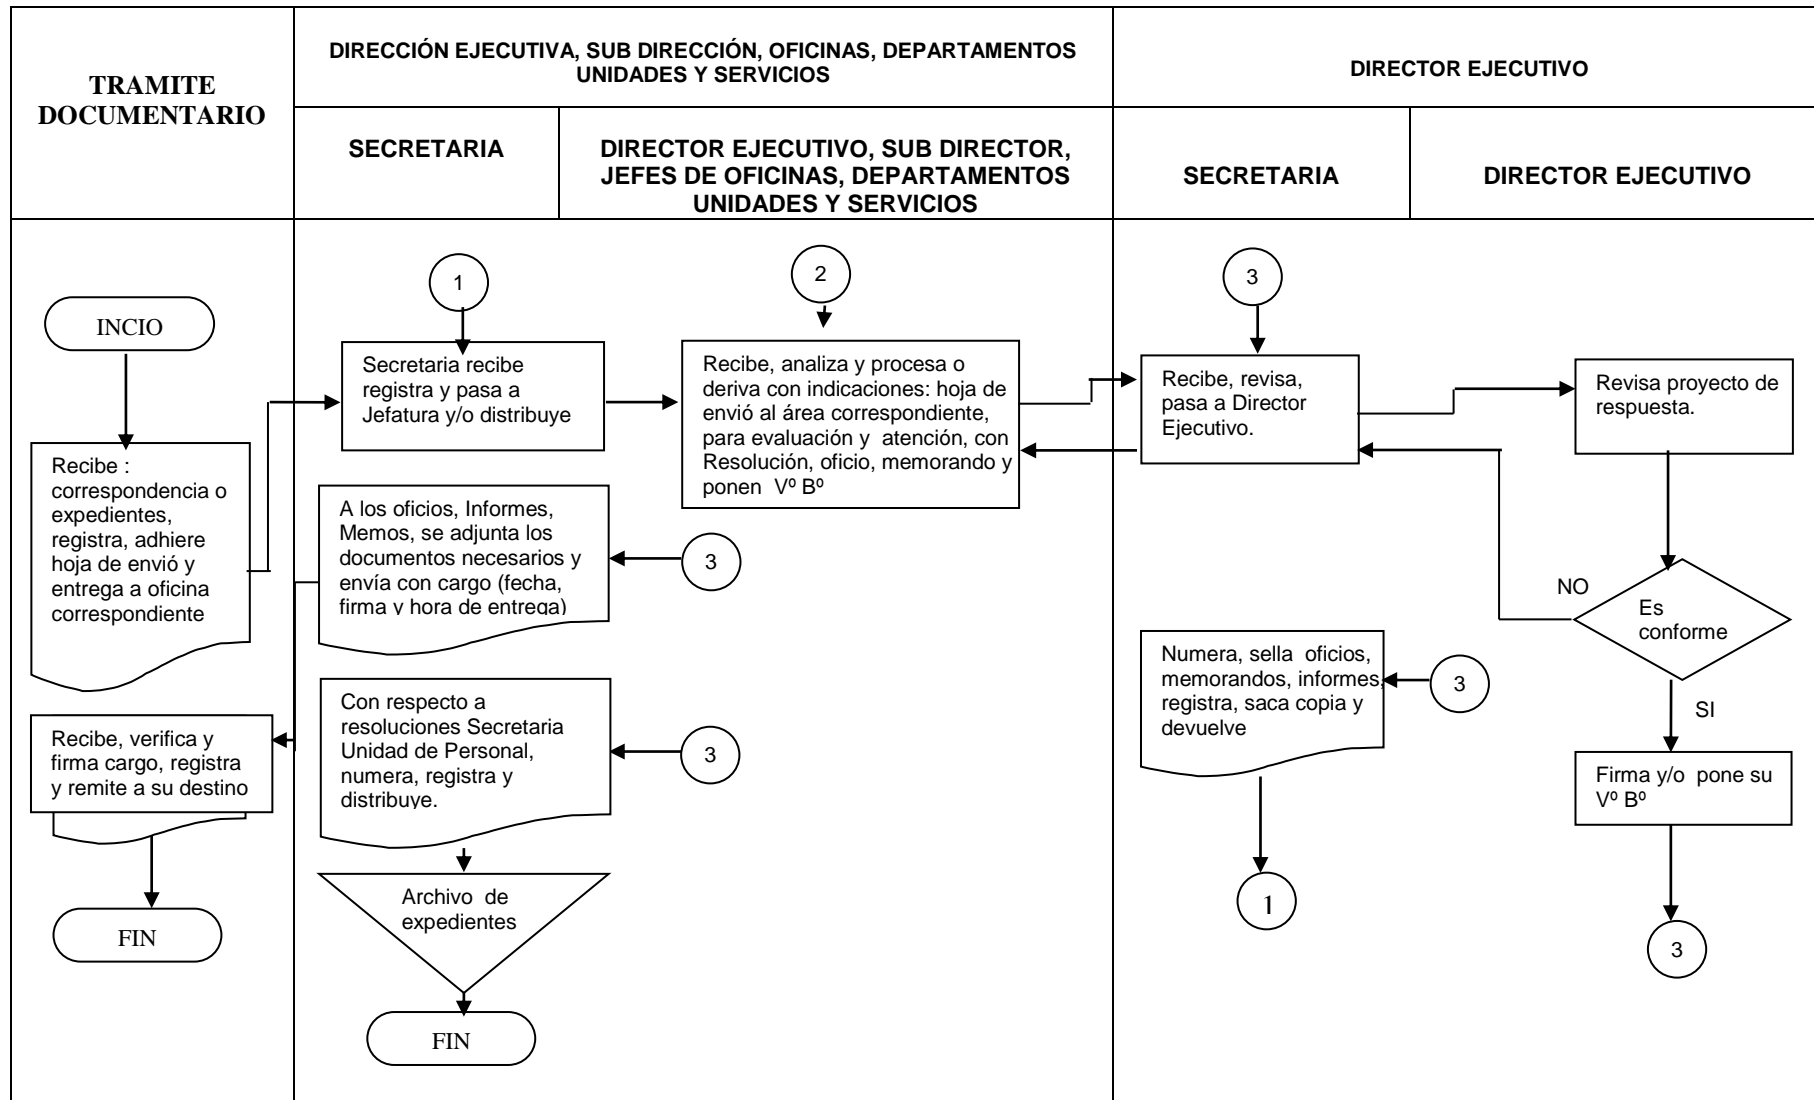 TRAMITE
DOCUMENTARIO
DIRECCIÓN EJECUTIVA, SUB DIRECCIÓN, OFICINAS, DEPARTAMENTOS
UNIDADES Y SERVICIOS
DIRECTOR EJECUTIVO
SECRETARIA
DIRECTOR EJECUTIVO, SUB DIRECTOR,
JEFES DE OFICINAS, DEPARTAMENTOS
UNIDADES Y SERVICIOS
SECRETARIA
DIRECTOR EJECUTIVO
INCIO
Recibe :
correspondencia o
expedientes,
registra, adhiere
hoja de envió y
entrega a oficina
correspondiente
Recibe, verifica y
firma cargo, registra
y remite a su destino
FIN
1
Secretaria recibe
registra y pasa a
Jefatura y/o distribuye
A los oficios, Informes,
Memos, se adjunta los
documentos necesarios y
envía con cargo (fecha,
firma y hora de entrega)
3
Con respecto a
resoluciones Secretaria
Unidad de Personal,
numera, registra y
distribuye.
3
Archivo de
expedientes
FIN
2
Recibe, analiza y procesa o
deriva con indicaciones: hoja de
envió al área correspondiente,
para evaluación y atención, con
Resolución, oficio, memorando y
ponen Vº Bº
3
Recibe, revisa,
pasa a Director
Ejecutivo.
Numera, sella oficios,
memorandos, informes,
registra, saca copia y
devuelve
3
1
Revisa proyecto de
respuesta.
NO
Es
conforme
SI
Firma y/o pone su
Vº Bº
3